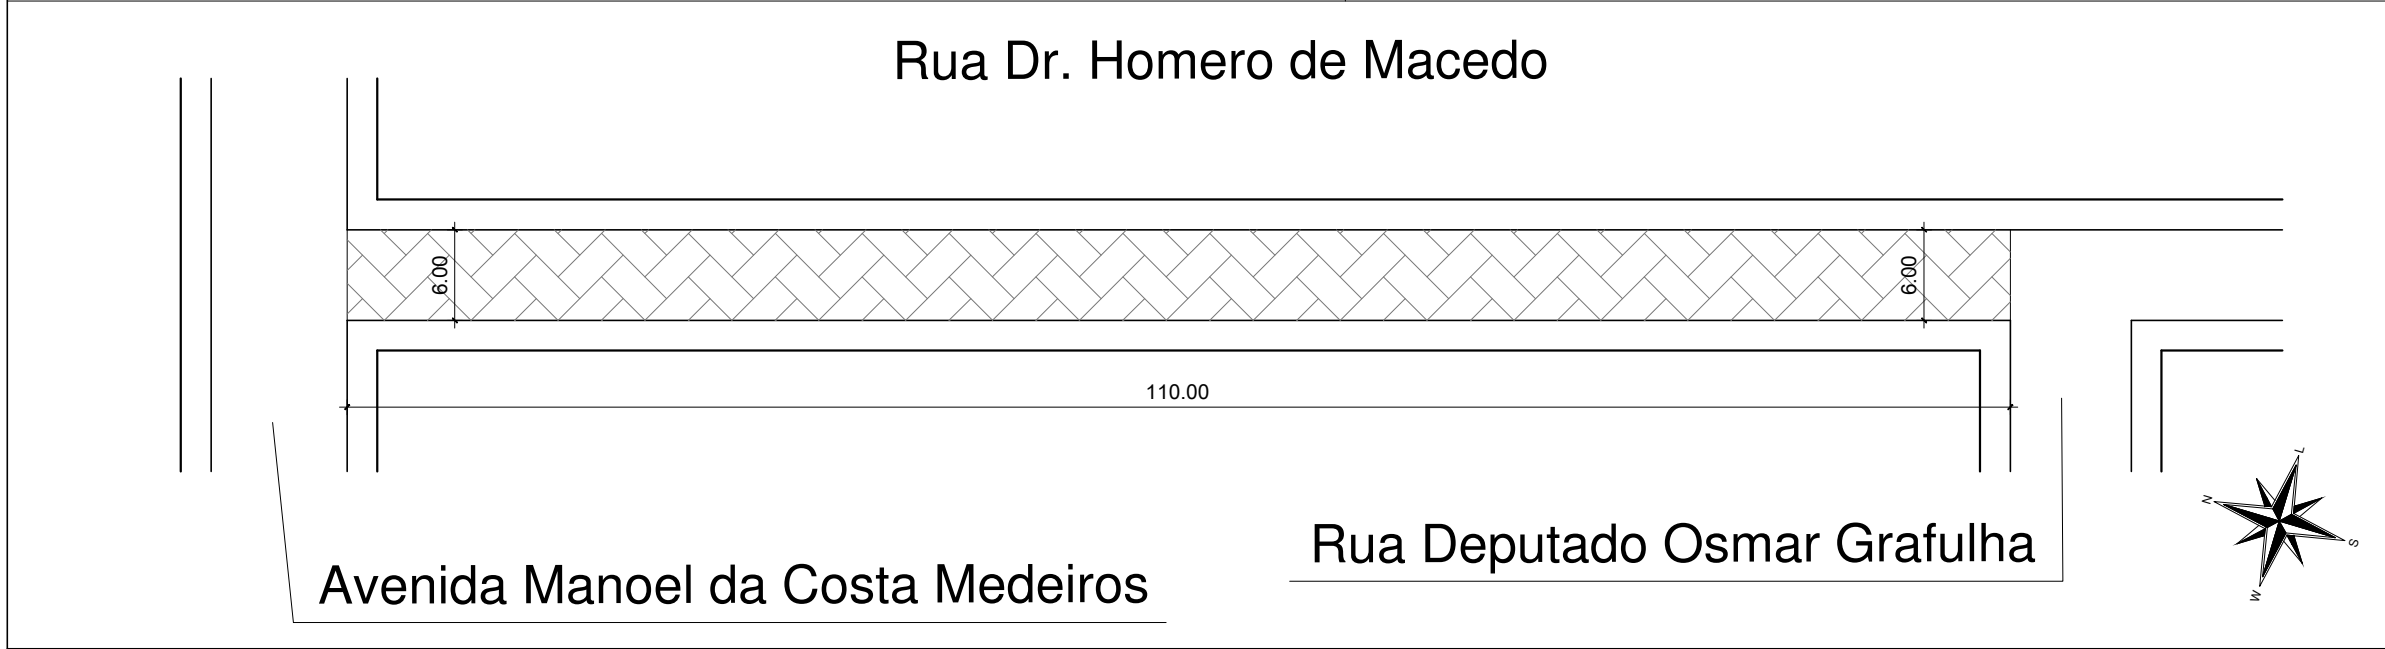 Rua Dr. Homero de Macedo
6.00
6.00
110.00
Rua Deputado Osmar Grafulha
Avenida Manoel da Costa Medeiros
L
N
S
W